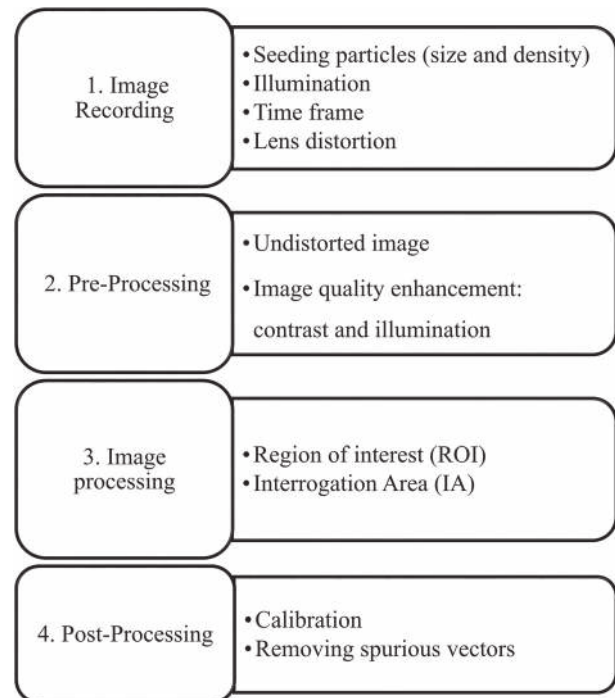 1. Image
Recording
• Seeding particles (size and density)
• Illumination
• Time frame
• Lens distortion
2. Pre-Processing
• Undistorted image
• Image quality enhancement:
contrast and illumination
3. Image
processing
• Region of interest (ROI)
• Interrogation Area (IA)
4. Post-Processing
• Calibration
• Removing spurious vectors